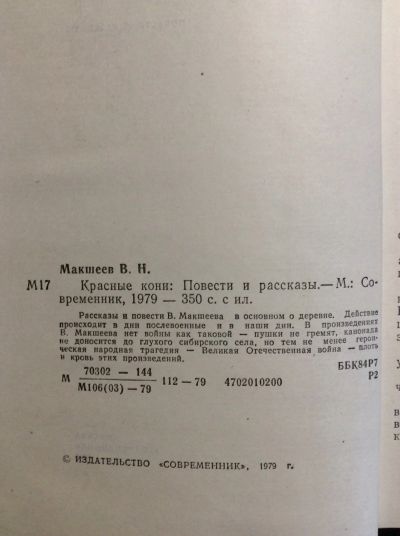 Макшеев В. Н.
М17 Красные кони: Повести и рассказы.— М.: Со-
временник, 1979 — 350 с. с ил.
Рассказы и повести В. Макшеева в основном о деревне. Действие
происходит в дни послевоенные и в наши дни. В произведениях
В. Макшеева нет войны как таковой — пушки не гремят, канонада
не доносится до глухого сибирского села, но тем не менее герои-
ческая народная трагедия — Великая Отечественная война — плоть
и кровь этих произведений.
М 70302 — 144
М106(03) — 79
112 — 79 4702010200
ББК84Р7
Р2
© ИЗДАТЕЛЬСТВО «СОВРЕМЕННИК», 1979 г.